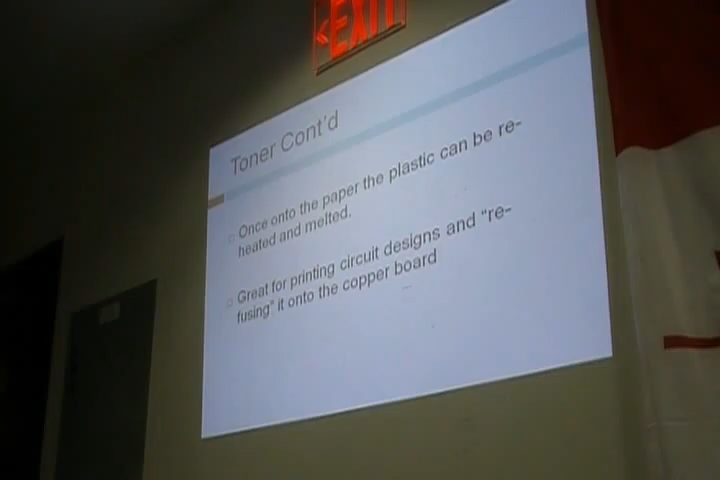 <EXIT
Toner Cont'd
Once onto the paper the plastic can be re-
heated and melted.
Great for printing circuit designs and "re-
fusing" it onto the copper board